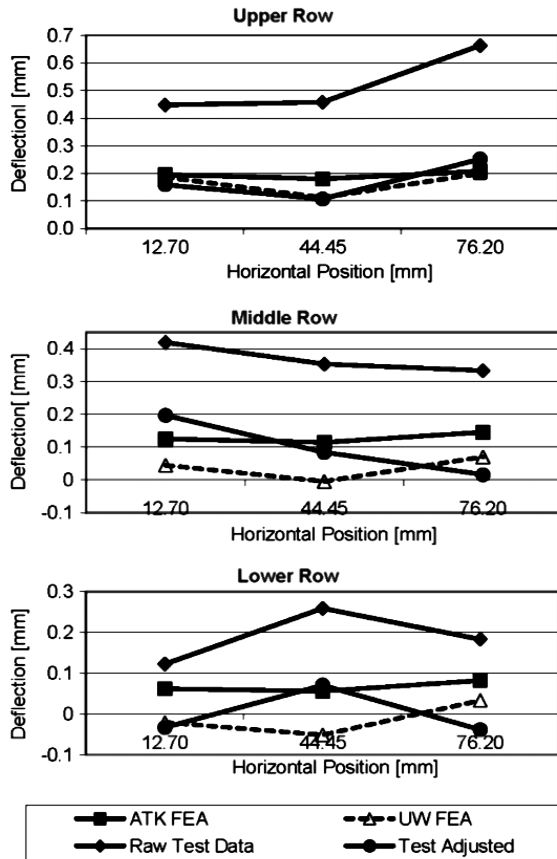 Upper Row
0.7
0.6
0.5
0.4
0.3
0.2
0.1
0.0
Deflection| [mm]
12.70 44.45 76.20
Horizontal Position [mm]
Middle Row
0.4
0.3
0.2
0.1
0
-0.1
Deflection[ [mm]
12.70 44.45 76.20
Horizontal Position [mm]
Lower Row
0.3
0.2
0.1
0
-0.1
Deflection [mm]
12.70 44.45 76.20
Horizontal Position [mm]
ATK FEA UW FEA
Raw Test Data Test Adjusted